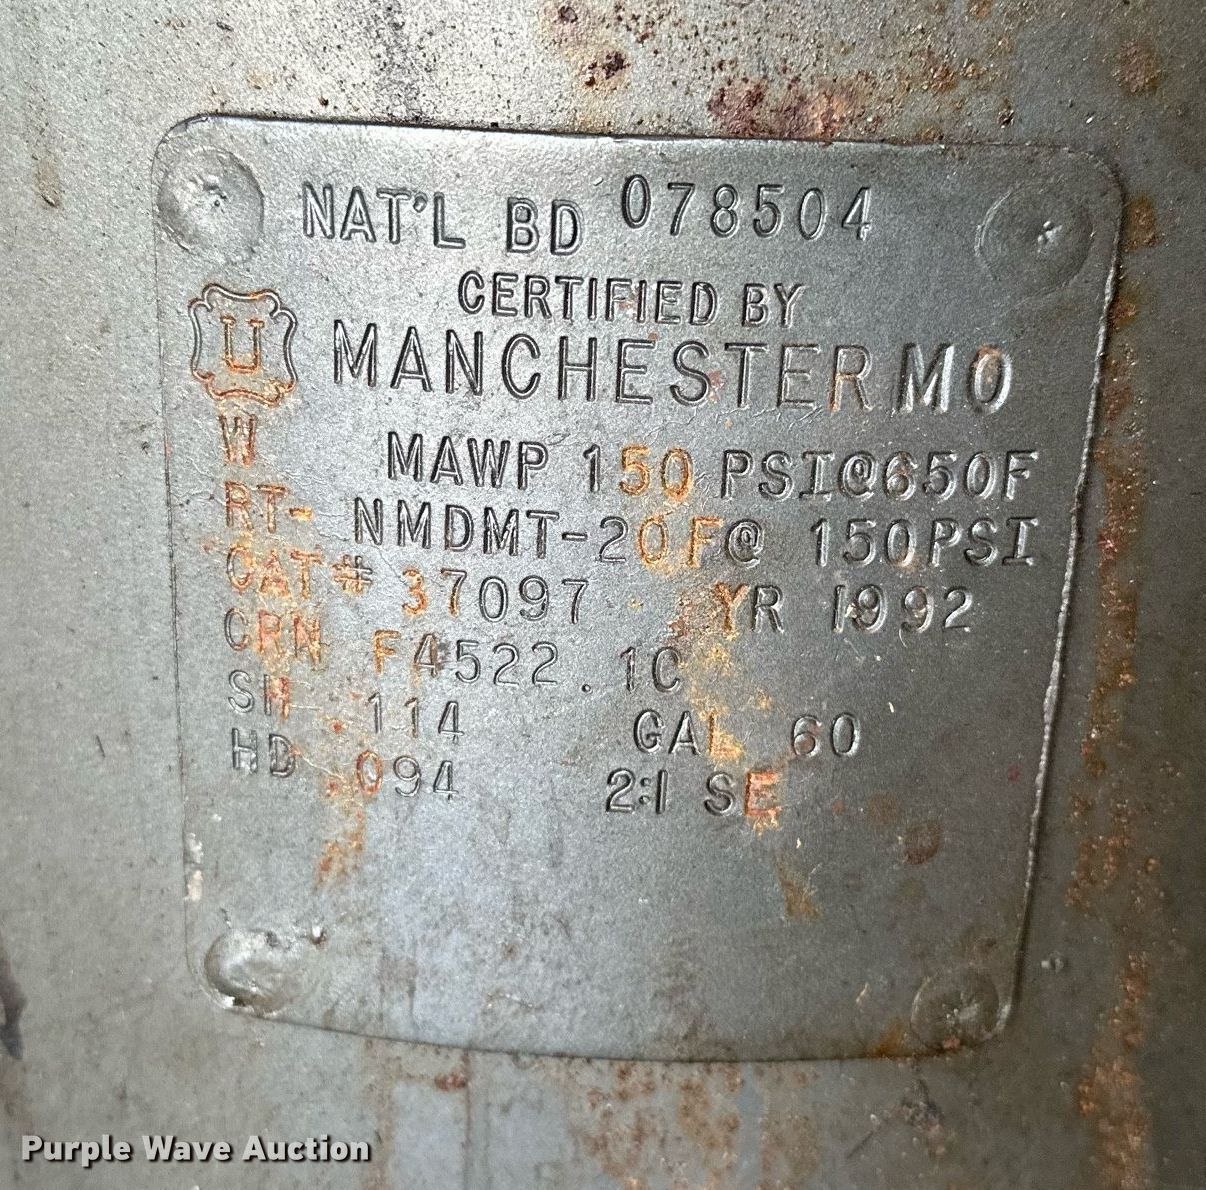 NAT'L BD 078504
CERTIFIED BY
U MANCHESTER MO
W MAWP 150 PSI@650F
RT- NMDMT-20F@ 150PSI
CAT# 37097 YR 1992
CRN F4522.1C
SH .114 GAL 60
HD .094 2:1 SE
Purple Wave Auction